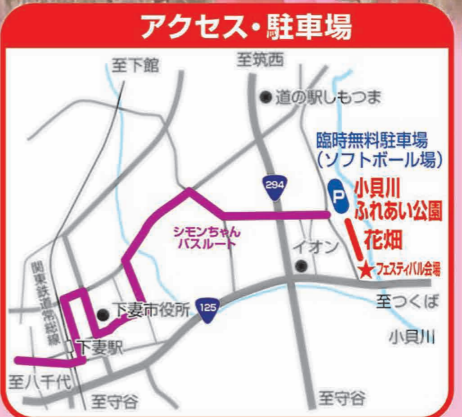 アクセス・駐車場
至下館
至筑西
道の駅しもつま
臨時無料駐車場
（ソフトボール場）
294
P
小貝川
ふれあい公園
シモンちゃん
バスルート
花畑
イオン
フェスティバル会場
関東鉄道常総線
下妻市役所
125
至つくば
下妻駅
小貝川
至八千代
至守谷
至守谷